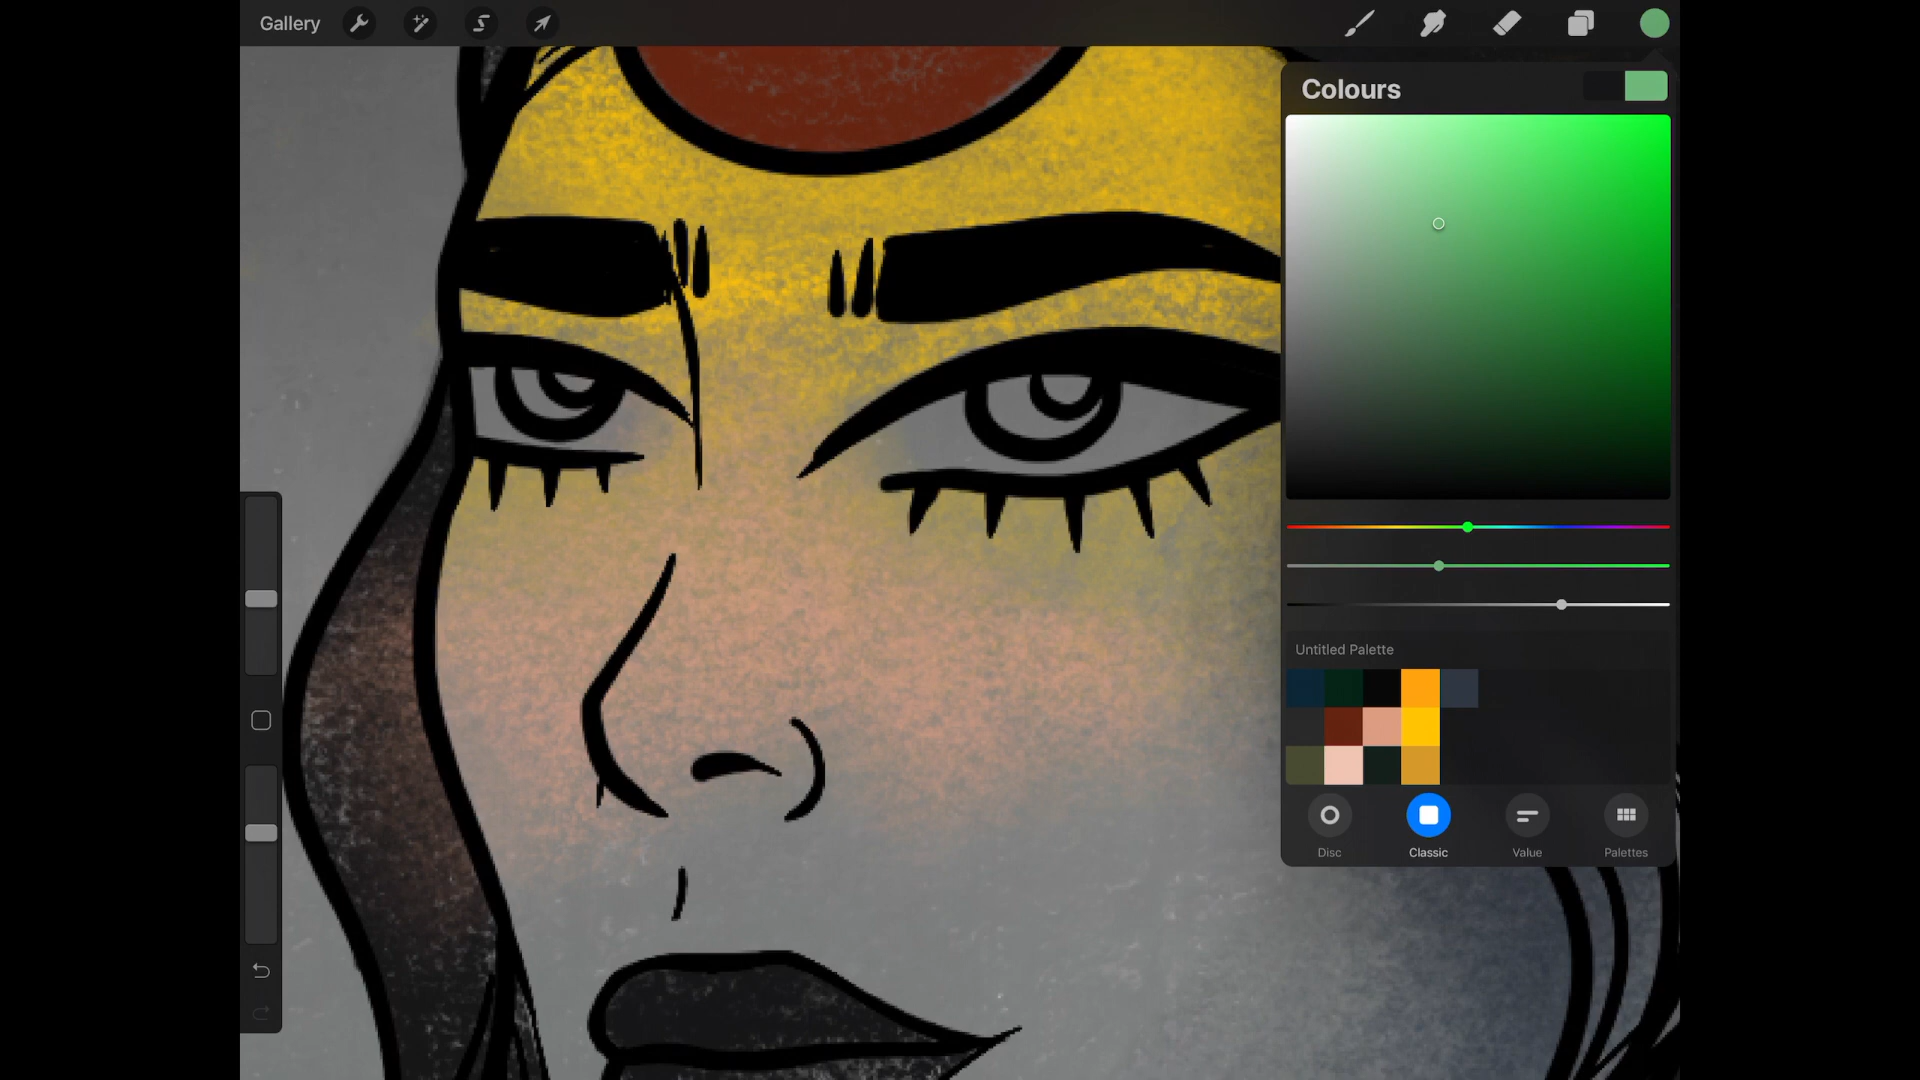 Gallery
Colours
Untitled Palette
Disc
Classic
Value
Palettes